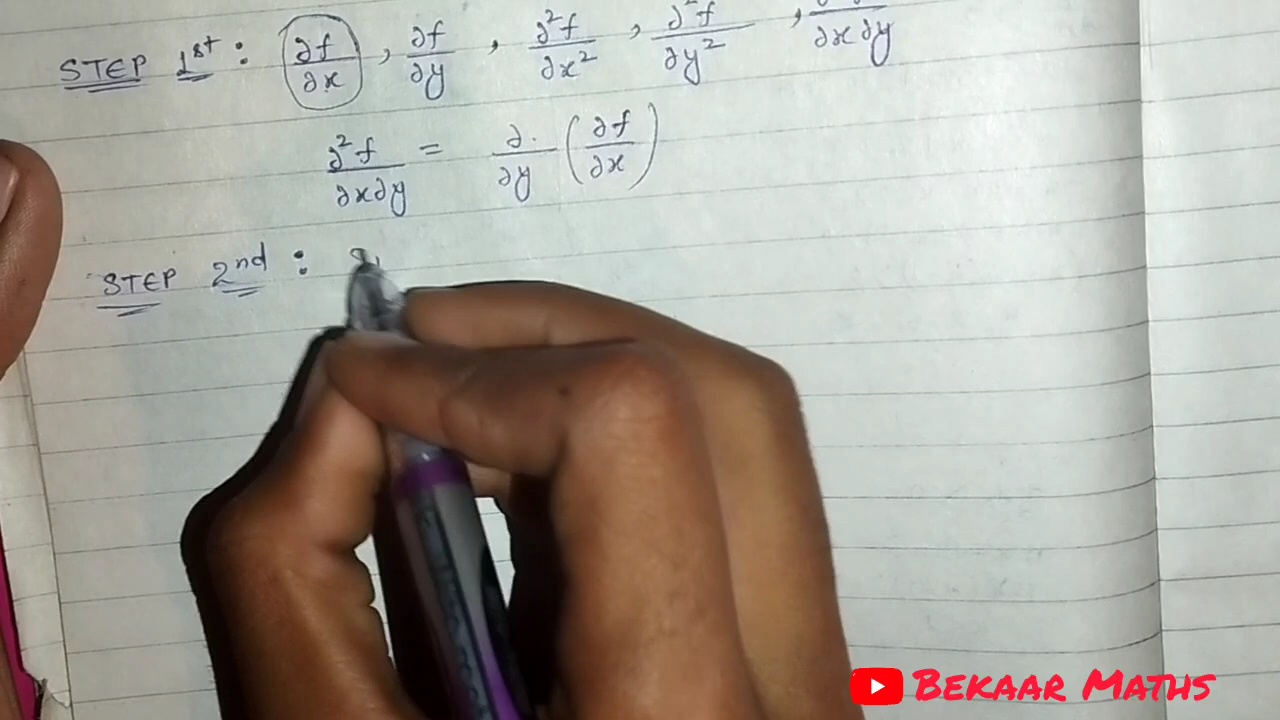 STEP 1st : ∂f/∂x , ∂f/∂y , ∂²f/∂x² , ∂²f/∂y² , /∂x∂y
∂²f/∂x∂y = ∂/∂y (∂f/∂x)
STEP 2nd :
BEKAAR MATHS